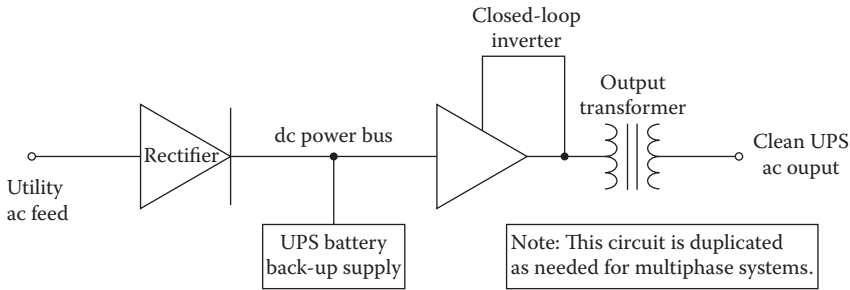 Closed-loop
inverter
Output
transformer
Rectifier
dc power bus
Clean UPS
ac ouput
Utility
ac feed
UPS battery
back-up supply
Note: This circuit is duplicated
as needed for multiphase systems.